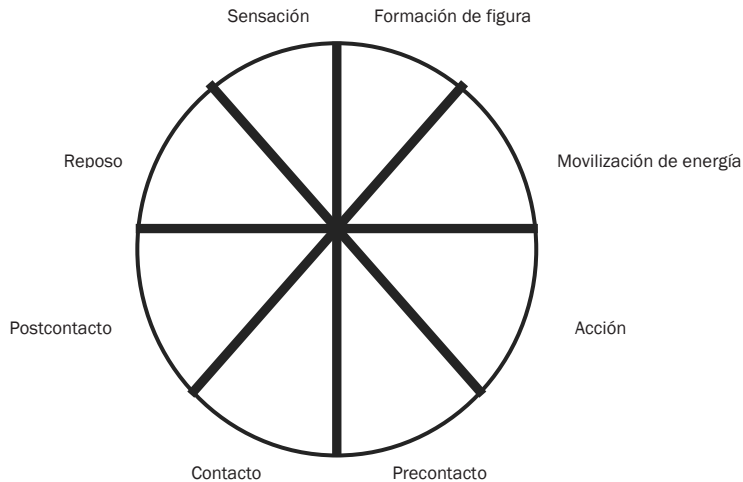 Sensación
Formación de figura
Reposo
Movilización de energía
Postcontacto
Acción
Contacto
Precontacto